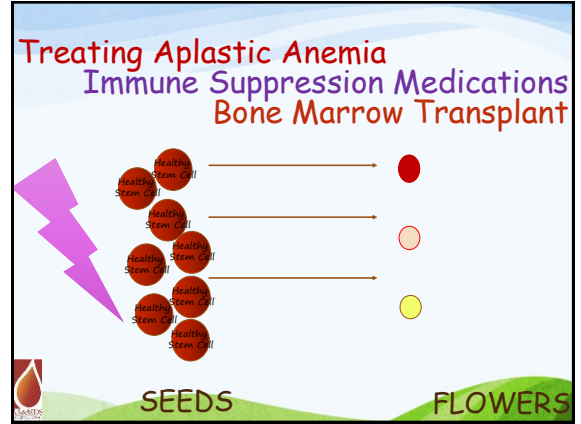 Treating Aplastic Anemia
Immune Suppression Medications
Bone Marrow Transplant
Healthy
Stem Cell
Healthy
Stem Cell
Healthy
Stem Cell
Healthy
Stem Cell
Healthy
Stem Cell
Healthy
Stem Cell
Healthy
Stem Cell
Healthy
Stem Cell
SEEDS
FLOWERS